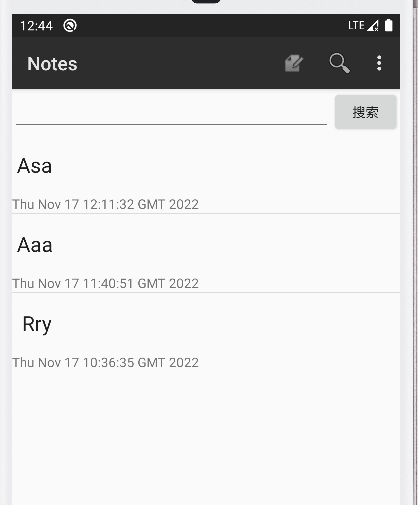 12:44 LTE
Notes
搜索
Asa
Thu Nov 17 12:11:32 GMT 2022
Aaa
Thu Nov 17 11:40:51 GMT 2022
Rry
Thu Nov 17 10:36:35 GMT 2022